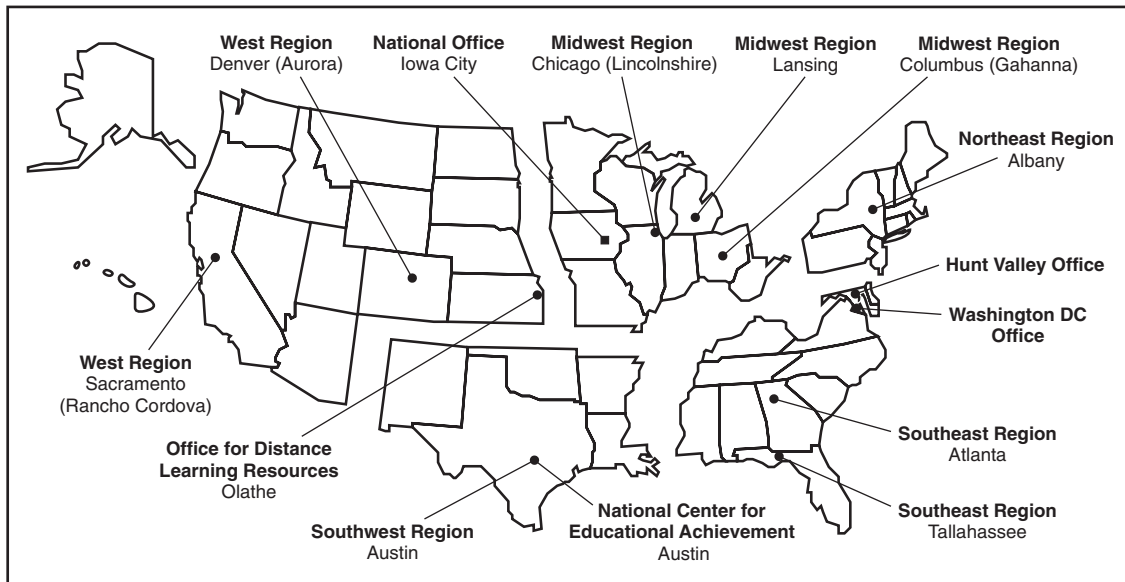 West Region
Denver (Aurora)
National Office
Iowa City
Midwest Region
Chicago (Lincolnshire)
Midwest Region
Lansing
Midwest Region
Columbus (Gahanna)
Northeast Region
Albany
Hunt Valley Office
Washington DC
Office
West Region
Sacramento
(Rancho Cordova)
Office for Distance
Learning Resources
Olathe
Southwest Region
Austin
National Center for
Educational Achievement
Austin
Southeast Region
Atlanta
Southeast Region
Tallahassee